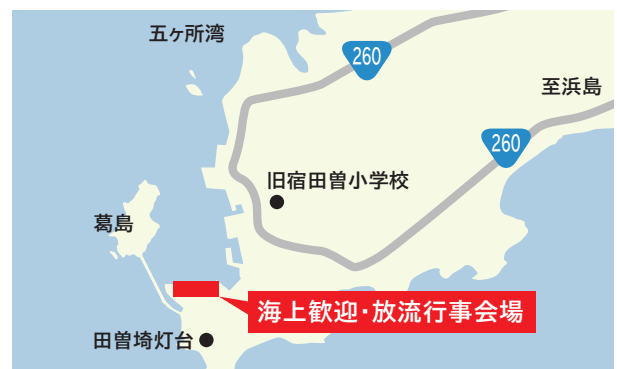 五ヶ所湾
260
至浜島
260
旧宿田曽小学校
葛島
海上歓迎・放流行事会場
田曽埼灯台